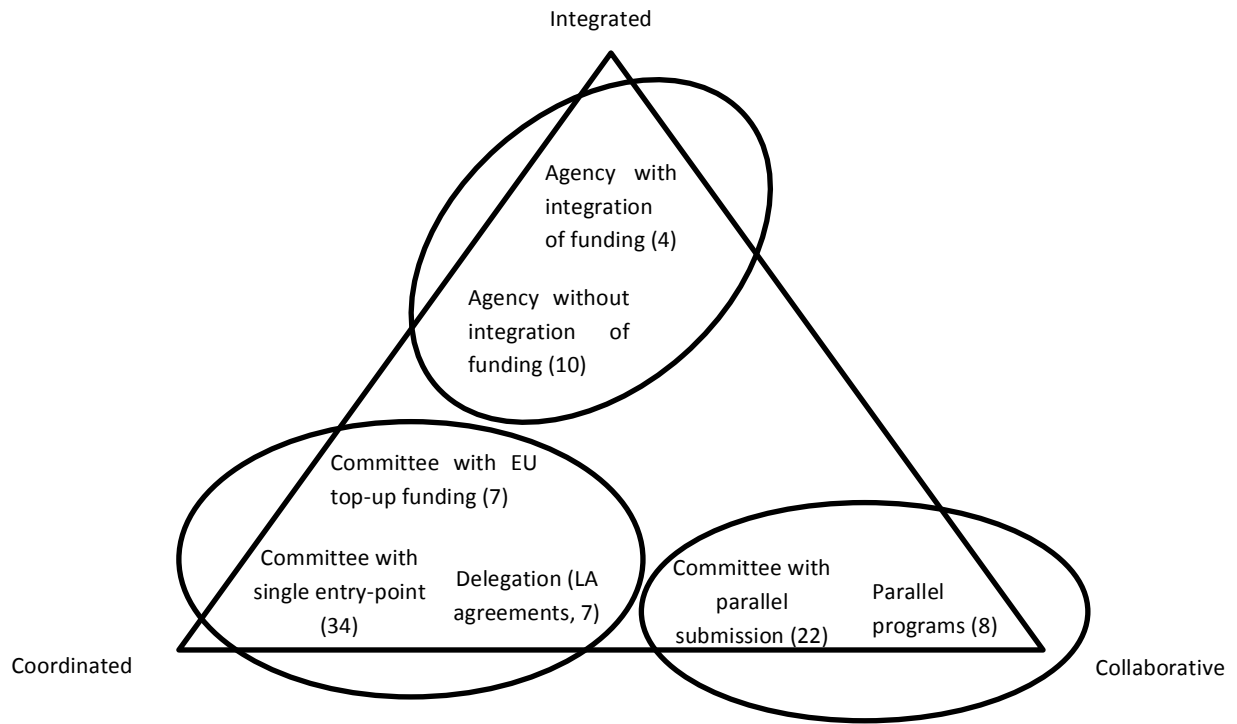 Integrated
Agency with
integration
of funding (4)
Agency without
integration of
funding (10)
Committee with EU
top-up funding (7)
Committee with
single entry-point
(34)
Delegation (LA
agreements, 7)
Committee with
parallel
submission (22)
Parallel
programs (8)
Coordinated
Collaborative